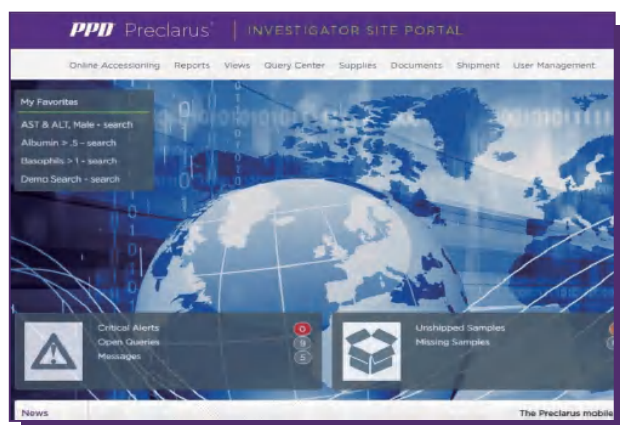 PPD Preclarus® | INVESTIGATOR SITE PORTAL
Online Accessioning Reports Views Query Center Supplies Documents Shipment User Management
My Favorites
AST & ALT, Male - search
Albumin > .5 - search
Basophils > 1 - search
Demo Search - search
Critical Alerts 0
Open Queries 9
Messages 5
Unshipped Samples
Missing Samples
News
The Preclarus mobile